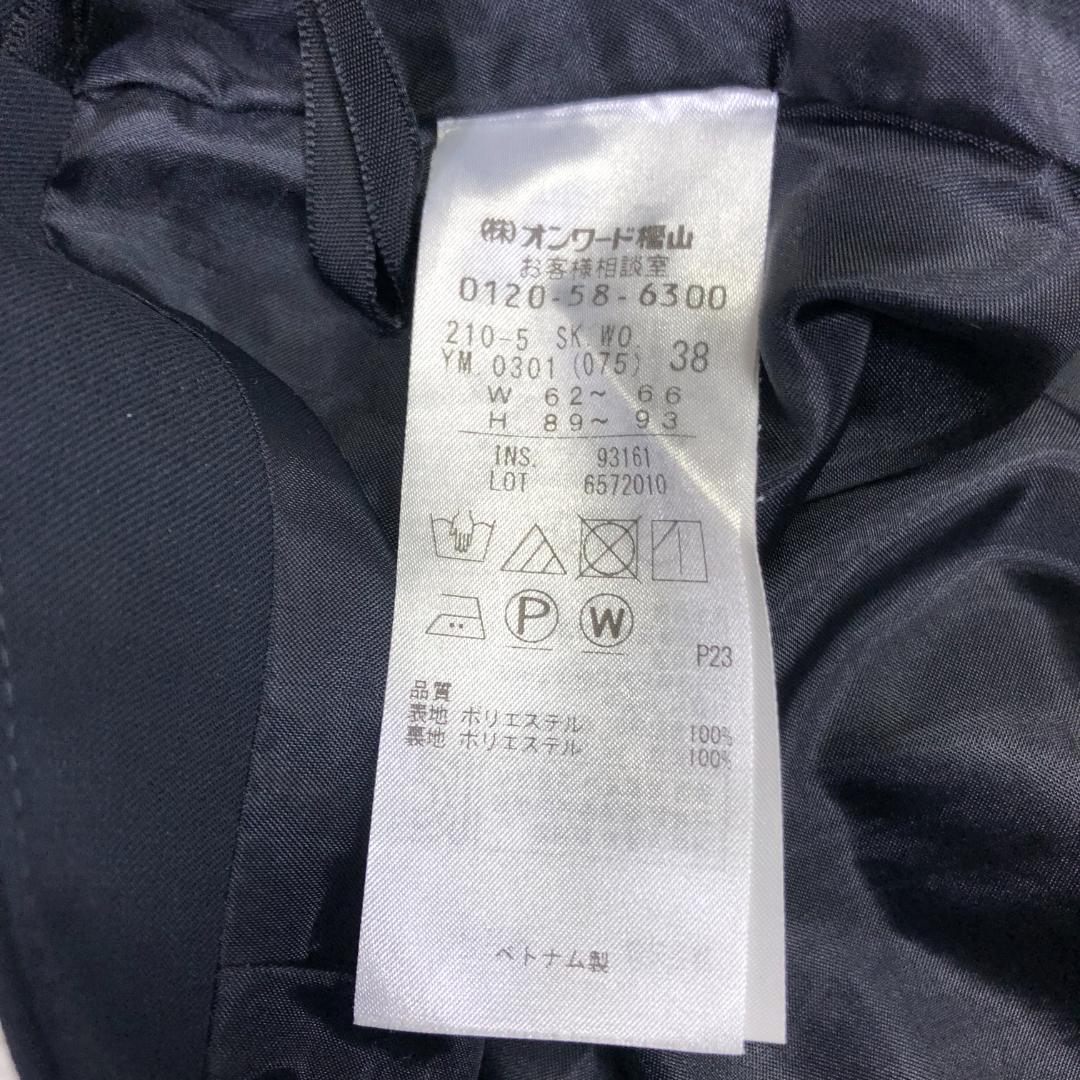 (株)オンワード樫山
お客様相談室
0120-58-6300
210-5 SK.WO. 38
YM. 0301 (075)
W 62~ 66
H 89~ 93
INS. 93161
LOT 6572010
P
W
P23
品質
表地 ポリエステル 100%
裏地 ポリエステル 100%
ベトナム製